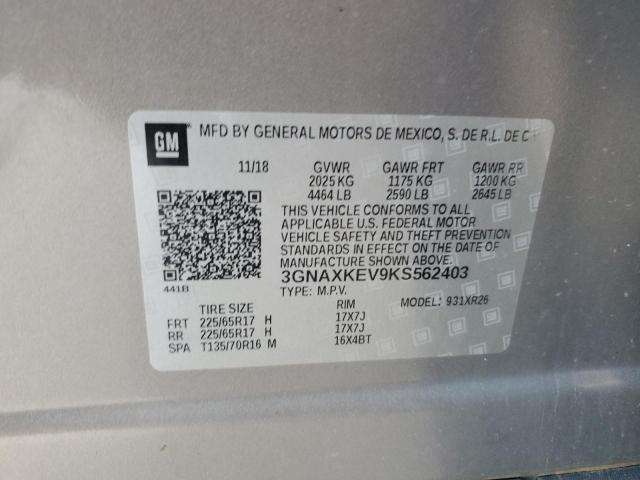 GM
MFD BY GENERAL MOTORS DE MEXICO, S. DE R.L. DE C
11/18 GVWR GAWR FRT GAWR RR
2025 KG 1175 KG 1200 KG
4464 LB 2590 LB 2645 LB
THIS VEHICLE CONFORMS TO ALL
APPLICABLE U.S. FEDERAL MOTOR
VEHICLE SAFETY AND THEFT PREVENTION
STANDARDS IN EFFECT ON THE DATE OF
MANUFACTURE SHOWN ABOVE.
3GNAXKEV9KS562403
441B
TYPE: M.P.V. MODEL: 931XR26
TIRE SIZE RIM
FRT 225/65R17 H 17X7J
RR 225/65R17 H 17X7J
SPA T135/70R16 M 16X4BT